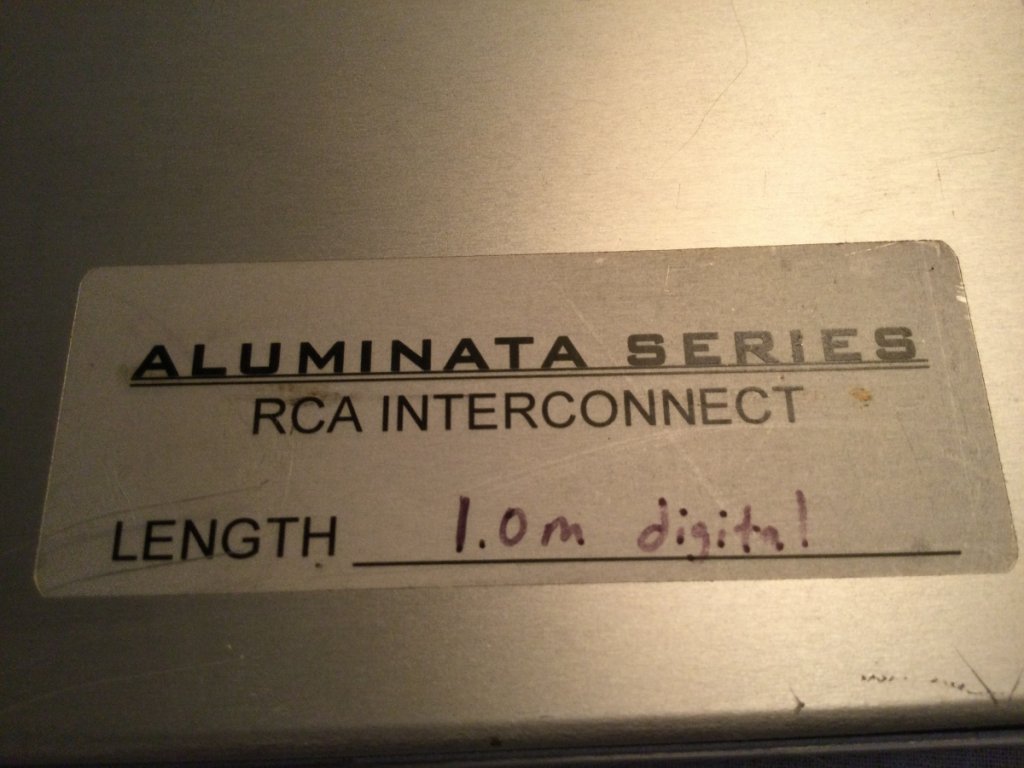 ALUMINATA SERIES
RCA INTERCONNECT
LENGTH 1.0m digital